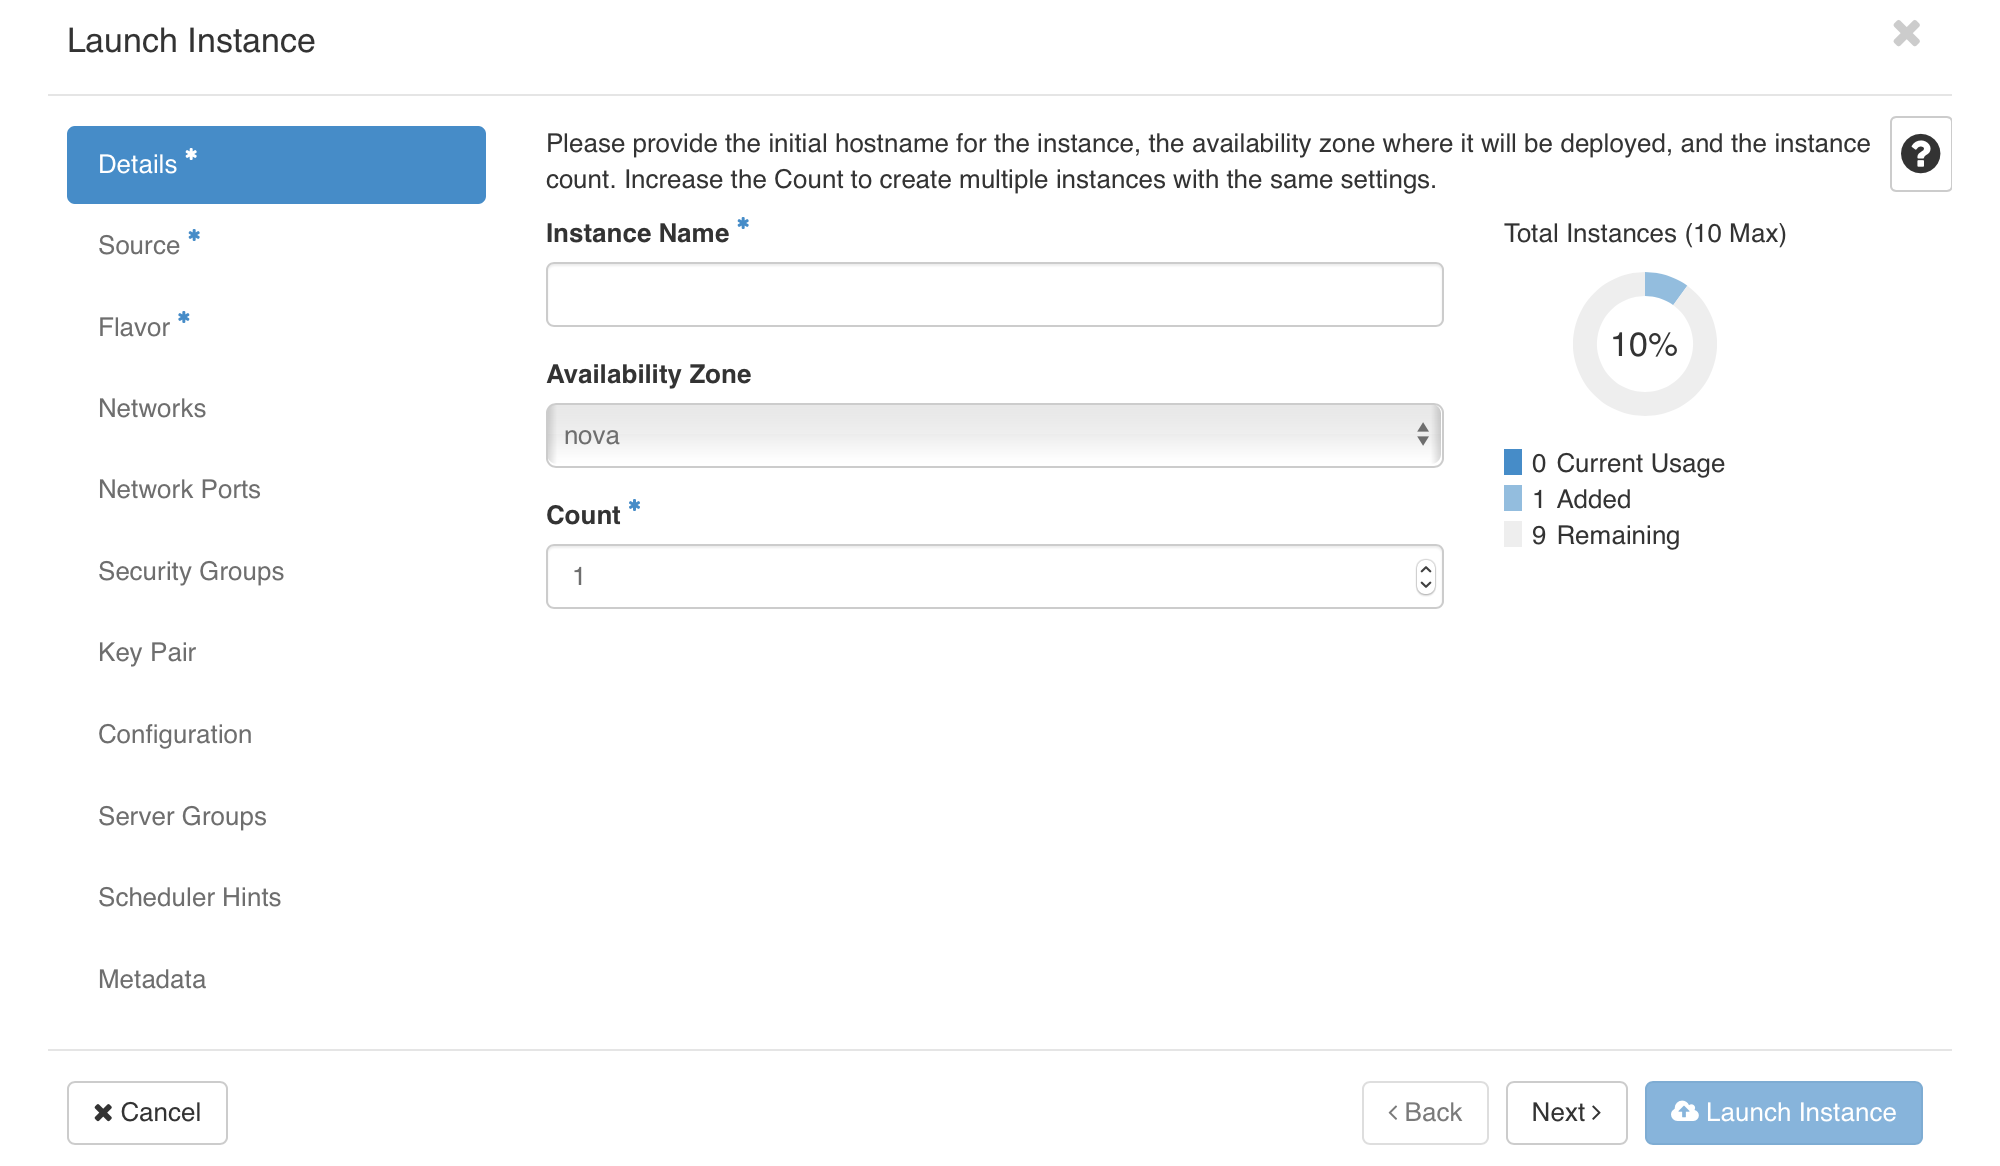 Launch Instance
Details *
Source *
Flavor *
Networks
Network Ports
Security Groups
Key Pair
Configuration
Server Groups
Scheduler Hints
Metadata
Please provide the initial hostname for the instance, the availability zone where it will be deployed, and the instance
count. Increase the Count to create multiple instances with the same settings.
Instance Name *
Availability Zone
nova
Count *
1
Total Instances (10 Max)
10%
0 Current Usage
1 Added
9 Remaining
Cancel
‹ Back
Next ›
Launch Instance